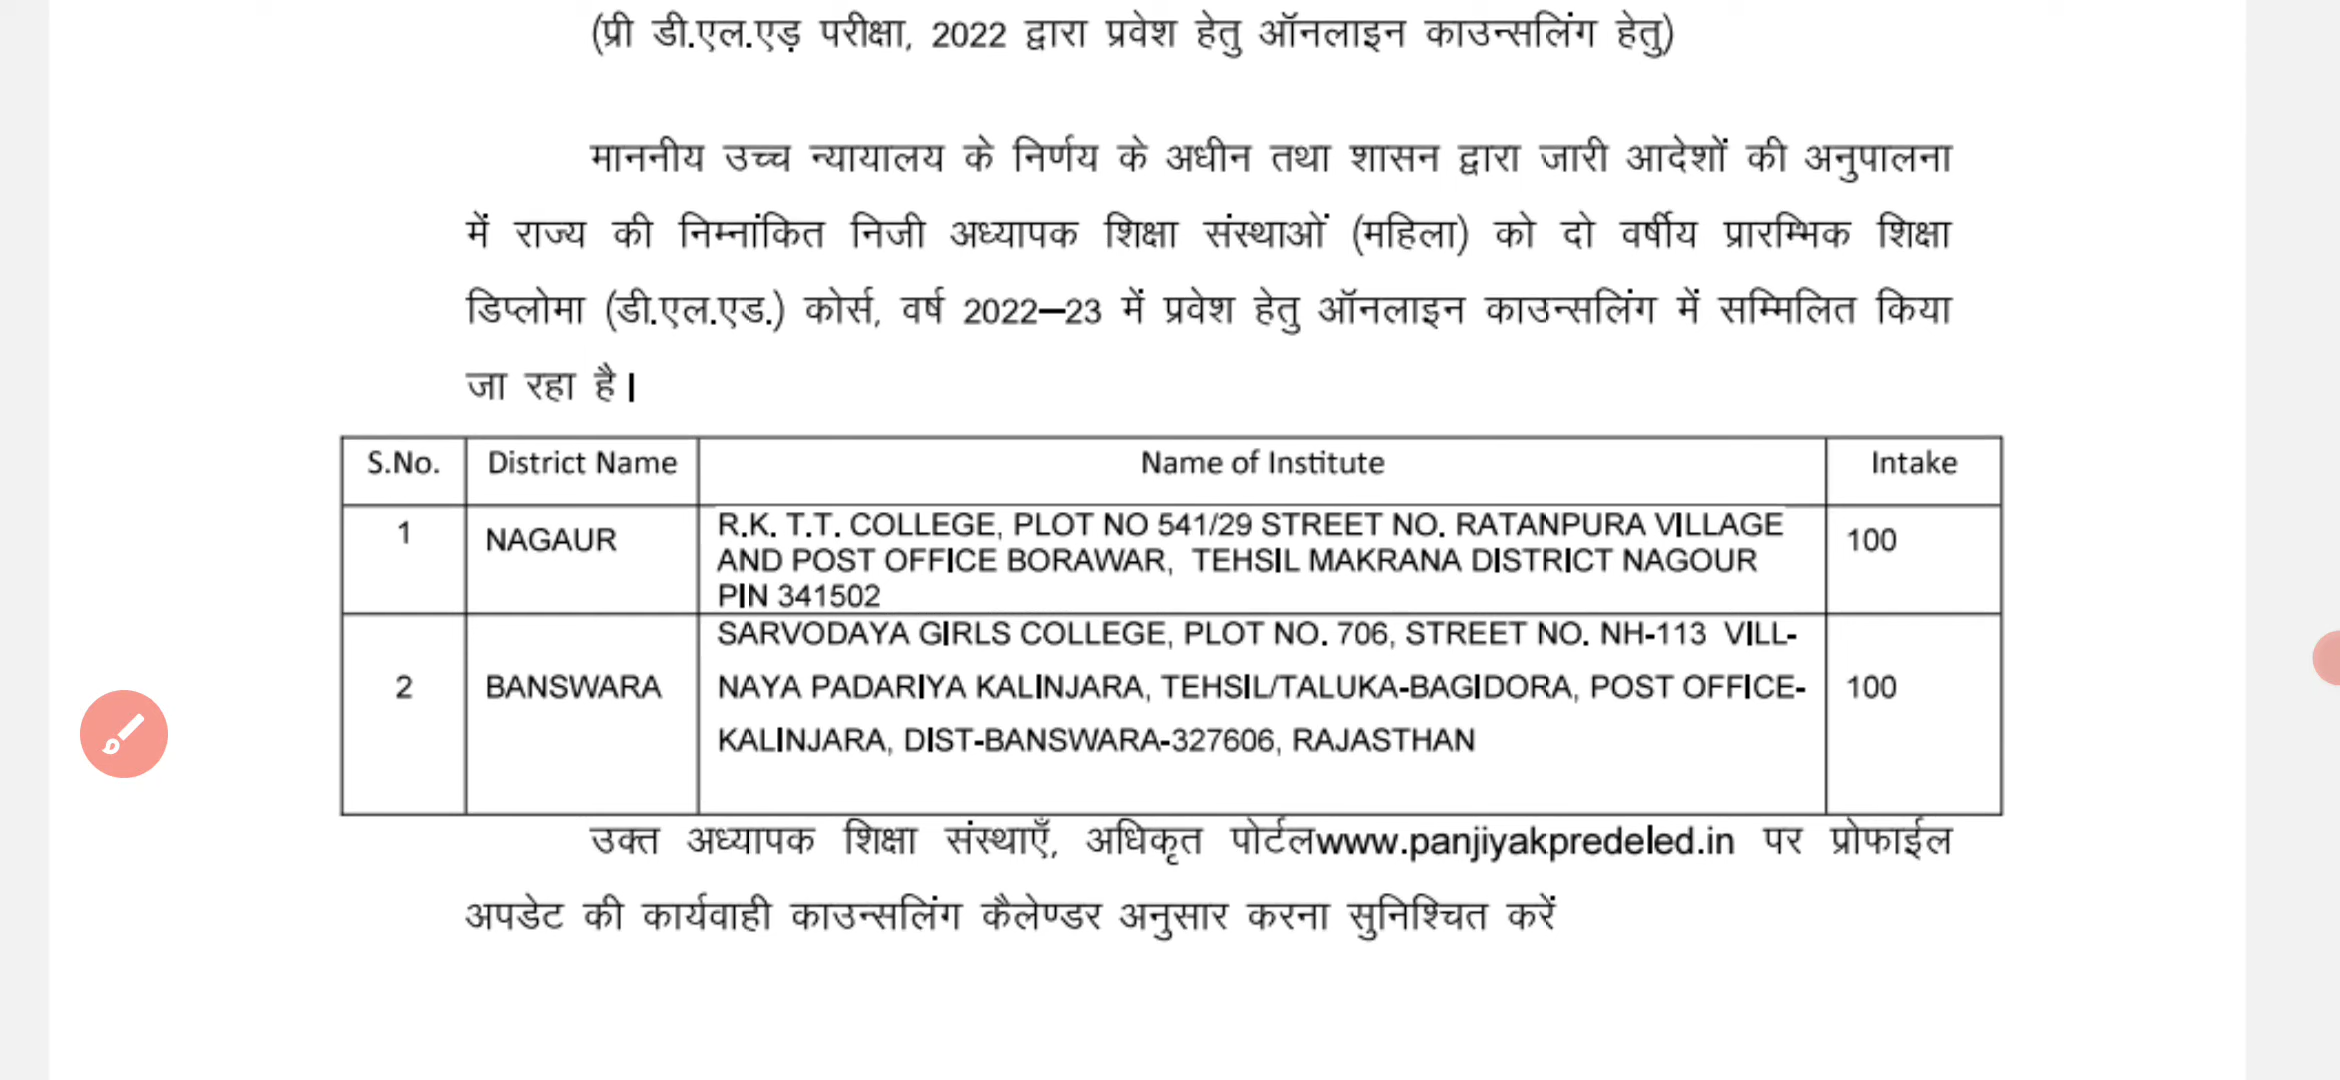 (प्री डी.एल.एड़ परीक्षा, 2022 द्वारा प्रवेश हेतु ऑनलाइन काउन्सलिंग हेतु)
माननीय उच्च न्यायालय के निर्णय के अधीन तथा शासन द्वारा जारी आदेशों की अनुपालना
में राज्य की निम्नांकित निजी अध्यापक शिक्षा संस्थाओं (महिला) को दो वर्षीय प्रारम्भिक शिक्षा
डिप्लोमा (डी.एल.एड.) कोर्स, वर्ष 2022–23 में प्रवेश हेतु ऑनलाइन काउन्सलिंग में सम्मिलित किया
जा रहा है।
S.No. District Name Name of Institute Intake
1 NAGAUR R.K. T.T. COLLEGE, PLOT NO 541/29 STREET NO. RATANPURA VILLAGE 100
AND POST OFFICE BORAWAR, TEHSIL MAKRANA DISTRICT NAGOUR
PIN 341502
SARVODAYA GIRLS COLLEGE, PLOT NO. 706, STREET NO. NH-113 VILL-
2 BANSWARA NAYA PADARIYA KALINJARA, TEHSIL/TALUKA-BAGIDORA, POST OFFICE- 100
KALINJARA, DIST-BANSWARA-327606, RAJASTHAN
उक्त अध्यापक शिक्षा संस्थाएँ, अधिकृत पोर्टलwww.panjiyakpredeled.in पर प्रोफाईल
अपडेट की कार्यवाही काउन्सलिंग कैलेण्डर अनुसार करना सुनिश्चित करें